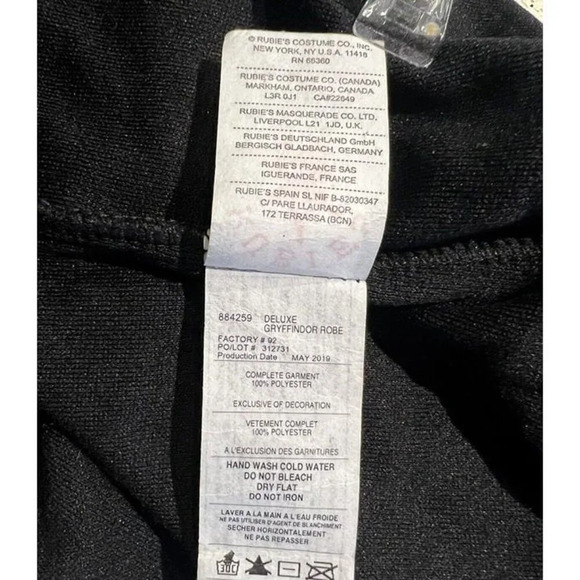 © RUBIE'S COSTUME CO., INC.
NEW YORK, NY U.S.A. 11418
RN 65360
RUBIE'S COSTUME CO. (CANADA)
MARKHAM, ONTARIO, CANADA
L3R 0J1 CA#22649
RUBIE'S MASQUERADE CO. LTD.
LIVERPOOL L21 1JD, U.K.
RUBIE'S DEUTSCHLAND GmbH
BERGISCH GLADBACH, GERMANY
RUBIE'S FRANCE SAS
IGUERANDE, FRANCE
RUBIE'S SPAIN SL NIF B-62030347
C/ PARE LLAURADOR,
172 TERRASSA (BCN)
884259 DELUXE
GRYFFINDOR ROBE
FACTORY # 92
PO/LOT # 312731
Production Date MAY 2019
COMPLETE GARMENT
100% POLYESTER
EXCLUSIVE OF DECORATION
VETEMENT COMPLET
100% POLYESTER
A L'EXCLUSION DES GARNITURES
HAND WASH COLD WATER
DO NOT BLEACH
DRY FLAT
DO NOT IRON
LAVER A LA MAIN A L'EAU FROIDE
NE PAS UTILISER D'AGENT DE BLANCHIMENT
SECHER HORIZONTALEMENT
NE PAS REPASSER
30C